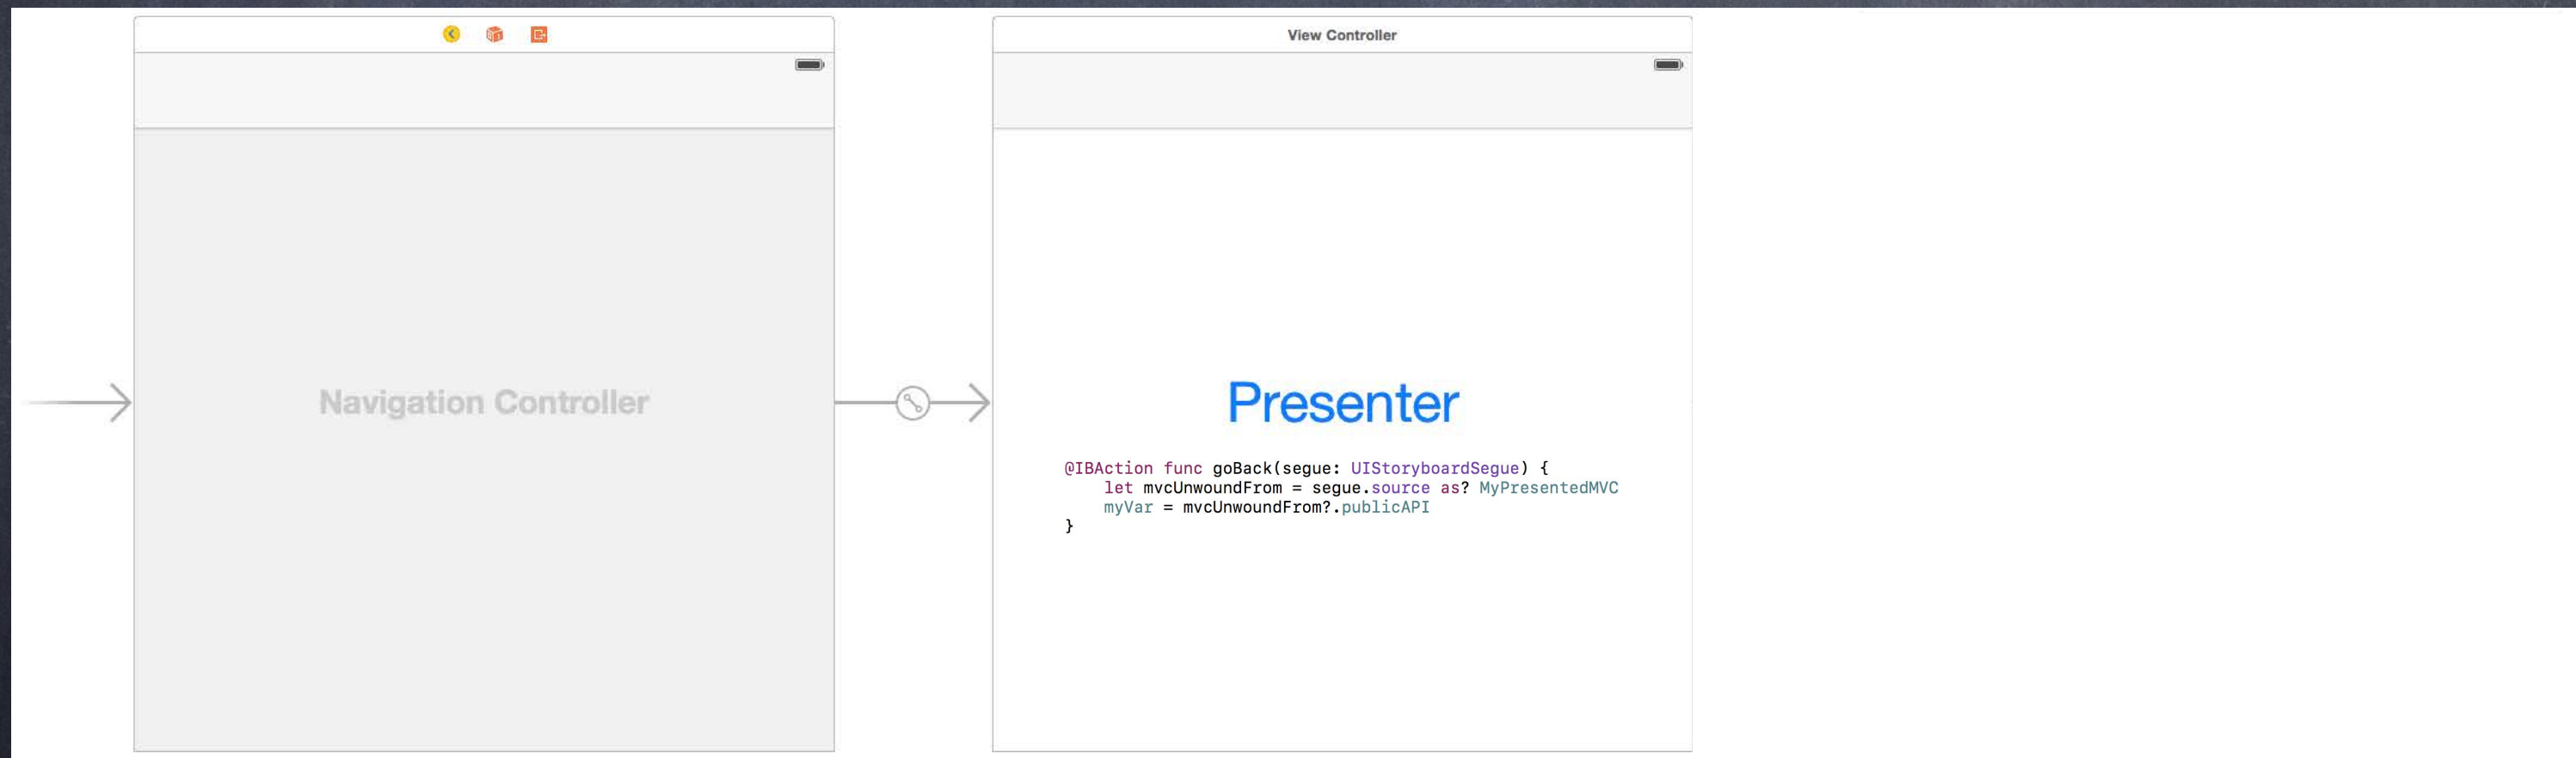 View Controller
Navigation Controller
Presenter
@IBAction func goBack(segue: UIStoryboardSegue) {
    let mvcUnwoundFrom = segue.source as? MyPresentedMVC
    myVar = mvcUnwoundFrom?.publicAPI
}